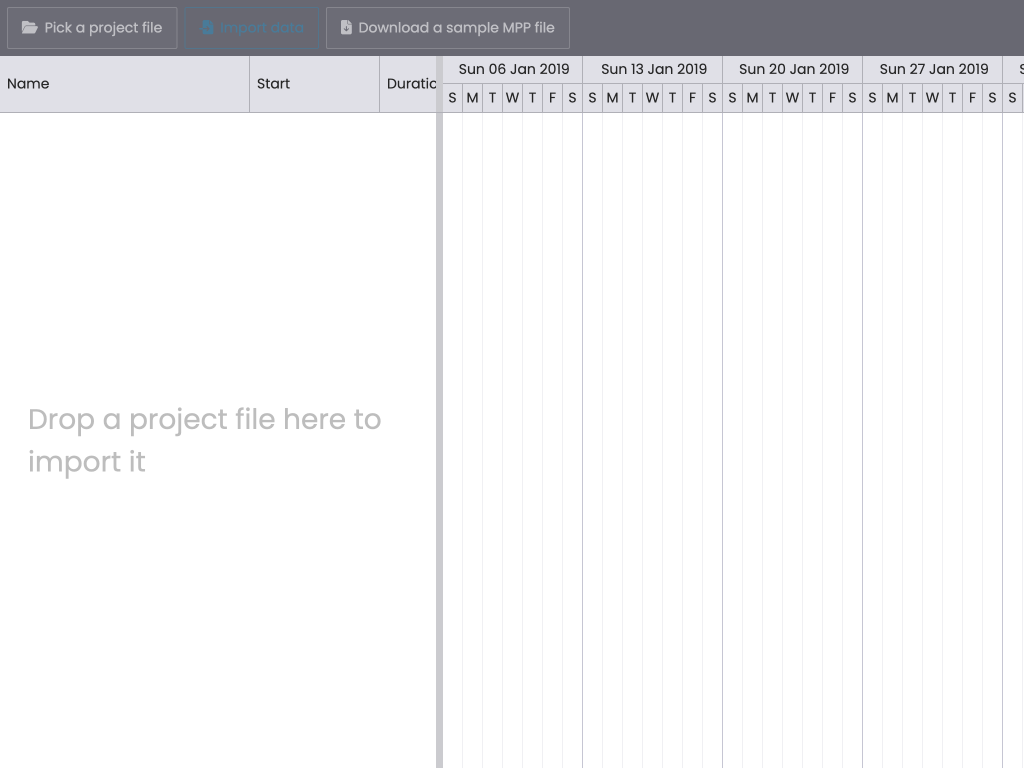 Pick a project file Import data Download a sample MPP file
Name Start Duratio
Sun 06 Jan 2019 Sun 13 Jan 2019 Sun 20 Jan 2019 Sun 27 Jan 2019 S
S M T W T F S S M T W T F S S M T W T F S S M T W T F S S
Drop a project file here to
import it